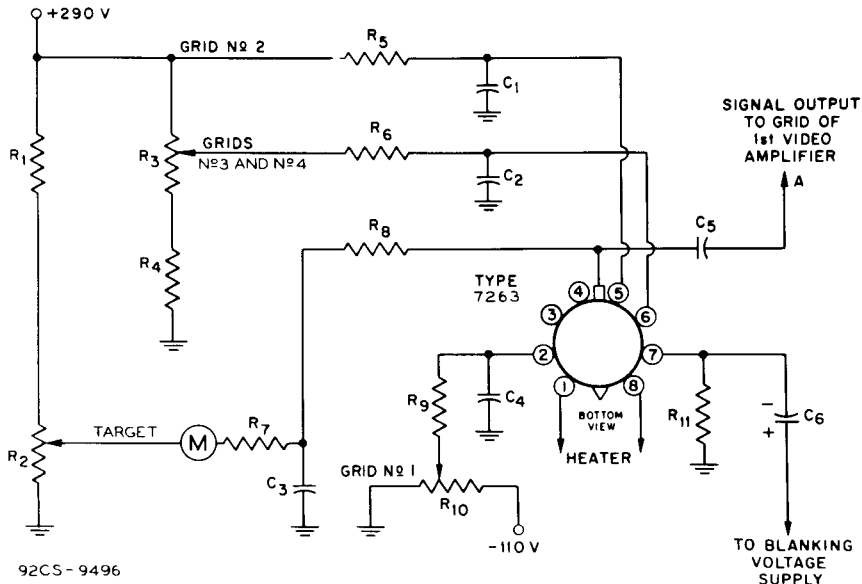 +290 V
GRID № 2
R5
C1
R1
R3
GRIDS
№3 AND №4
R6
C2
SIGNAL OUTPUT
TO GRID OF
1st VIDEO
AMPLIFIER
A
R4
R8
C5
TYPE
7263
4
5
3
6
2
7
1
8
BOTTOM
VIEW
HEATER
R9
C4
R11
−
+
C6
R2
TARGET
M
R7
C3
GRID №1
R10
-110 V
TO BLANKING
VOLTAGE
SUPPLY
92CS-9496